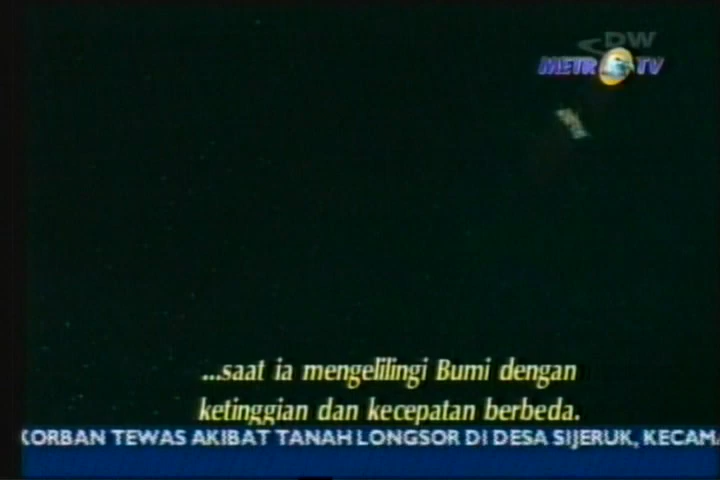 DW
METRO TV
...saat ia mengelilingi Bumi dengan
ketinggian dan kecepatan berbeda.
KORBAN TEWAS AKIBAT TANAH LONGSOR DI DESA SIJERUK, KECAMA